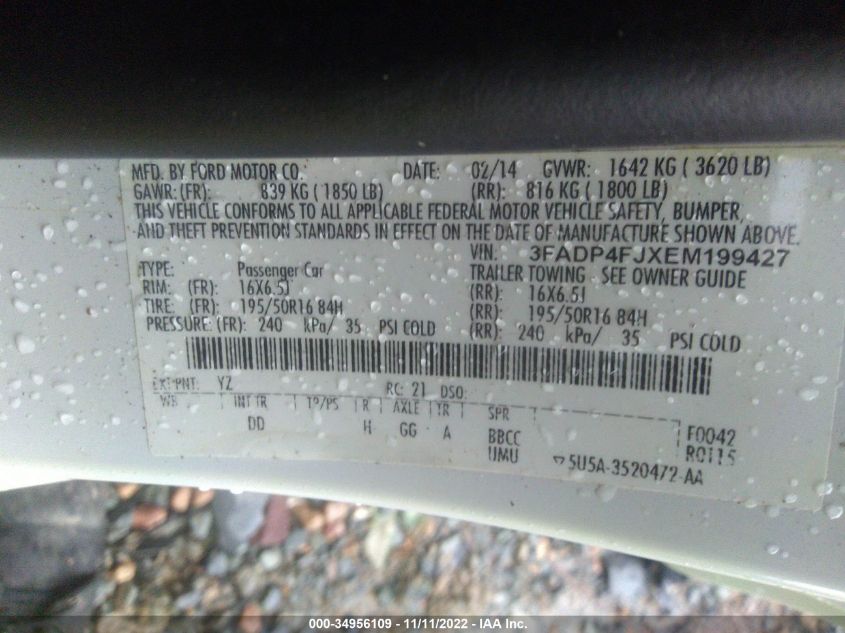 MFD. BY FORD MOTOR CO. DATE: 02/14 GVWR: 1642 KG ( 3620 LB)
GAWR: (FR): 839 KG ( 1850 LB) (RR): 816 KG ( 1800 LB)
THIS VEHICLE CONFORMS TO ALL APPLICABLE FEDERAL MOTOR VEHICLE SAFETY, BUMPER,
AND THEFT PREVENTION STANDARDS IN EFFECT ON THE DATE OF MANUFACTURE SHOWN ABOVE.
VIN: 3FADP4FJXEM199427
TYPE: Passenger Car TRAILER TOWING - SEE OWNER GUIDE
RIM: (FR): 16X6.5J (RR): 16X6.5J
TIRE: (FR): 195/50R16 84H (RR): 195/50R16 84H
PRESSURE: (FR): 240 kPa/ 35 PSI COLD (RR): 240 kPa/ 35 PSI COLD
EXT PNT: YZ RC: 21 DSO:
WB INT TR TP/PS R AXLE TR SPR
DD H GG A BBCC F0042
UMU R0115
5U5A-3520472-AA
000-34956109 - 11/11/2022 - IAA Inc.